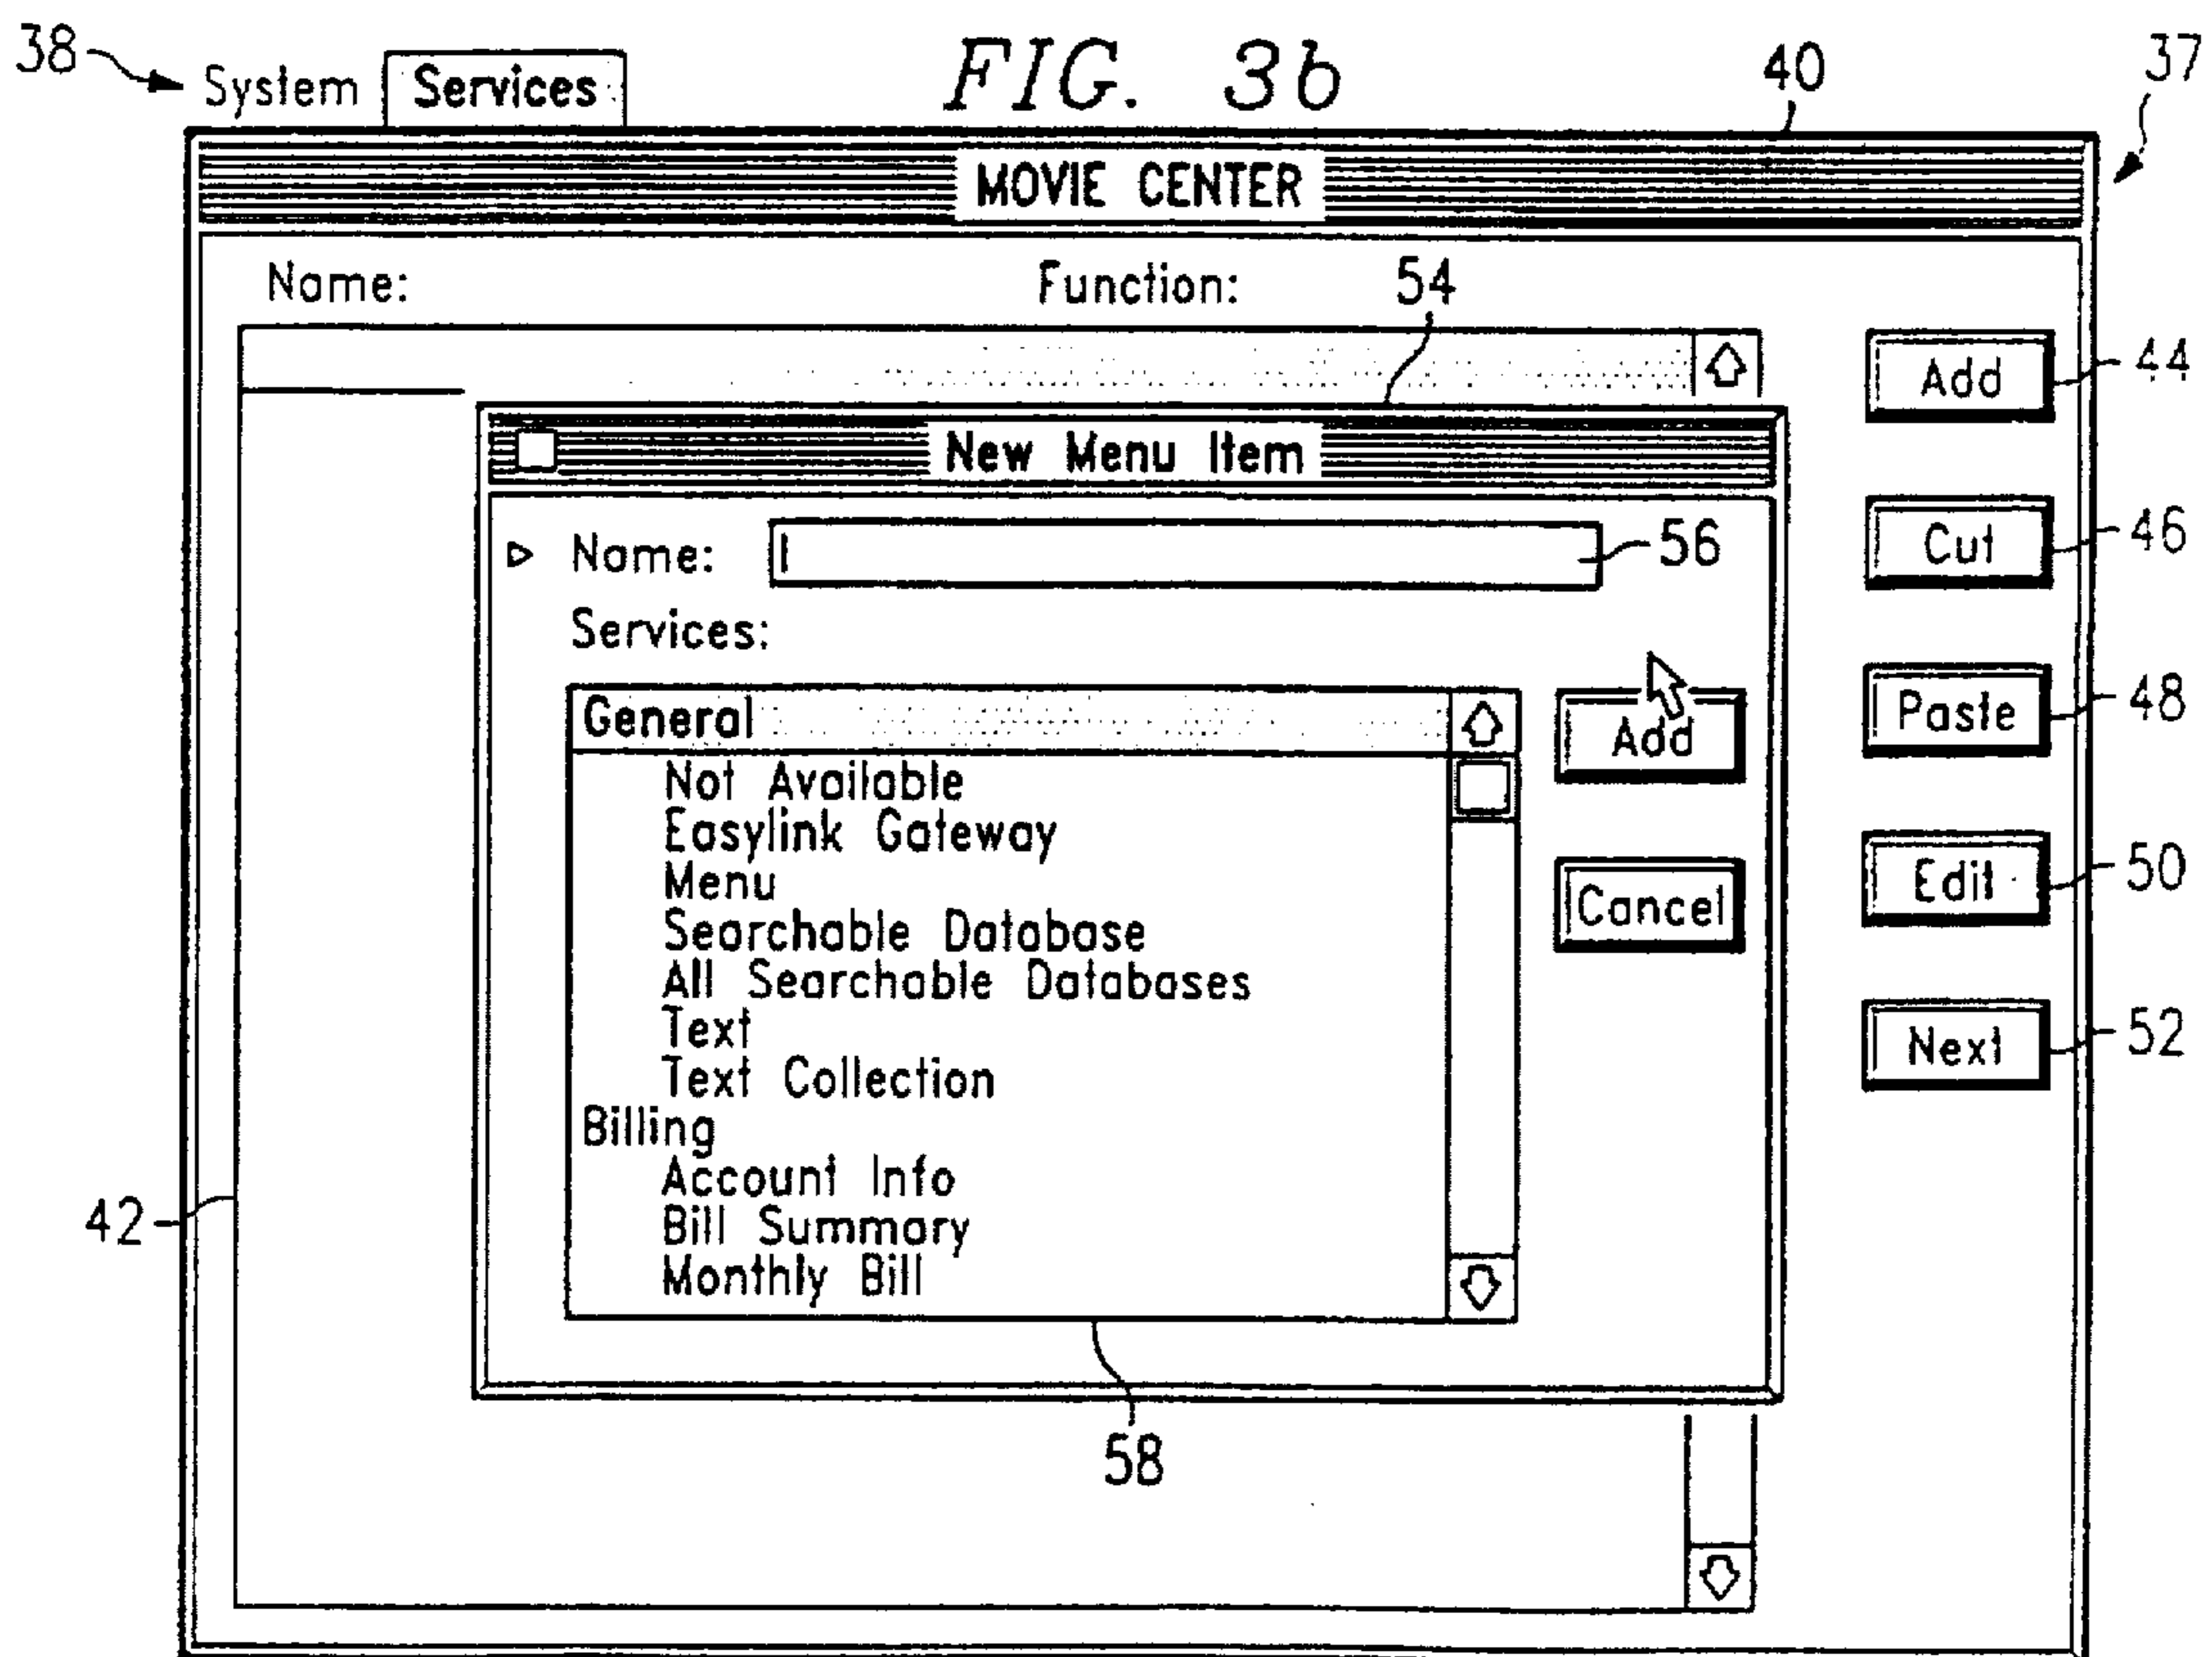 FIG. 3b
38
System Services
40
37
MOVIE CENTER
Name: Function:
54
Add 44
New Menu Item
Name: 56
Cut 46
Services:
General
Add
Paste 48
Not Available
Easylink Gateway
Menu
Cancel
Edit 50
Searchable Database
All Searchable Databases
Text
Next 52
Text Collection
Billing
Account Info
Bill Summary
42
Monthly Bill
58